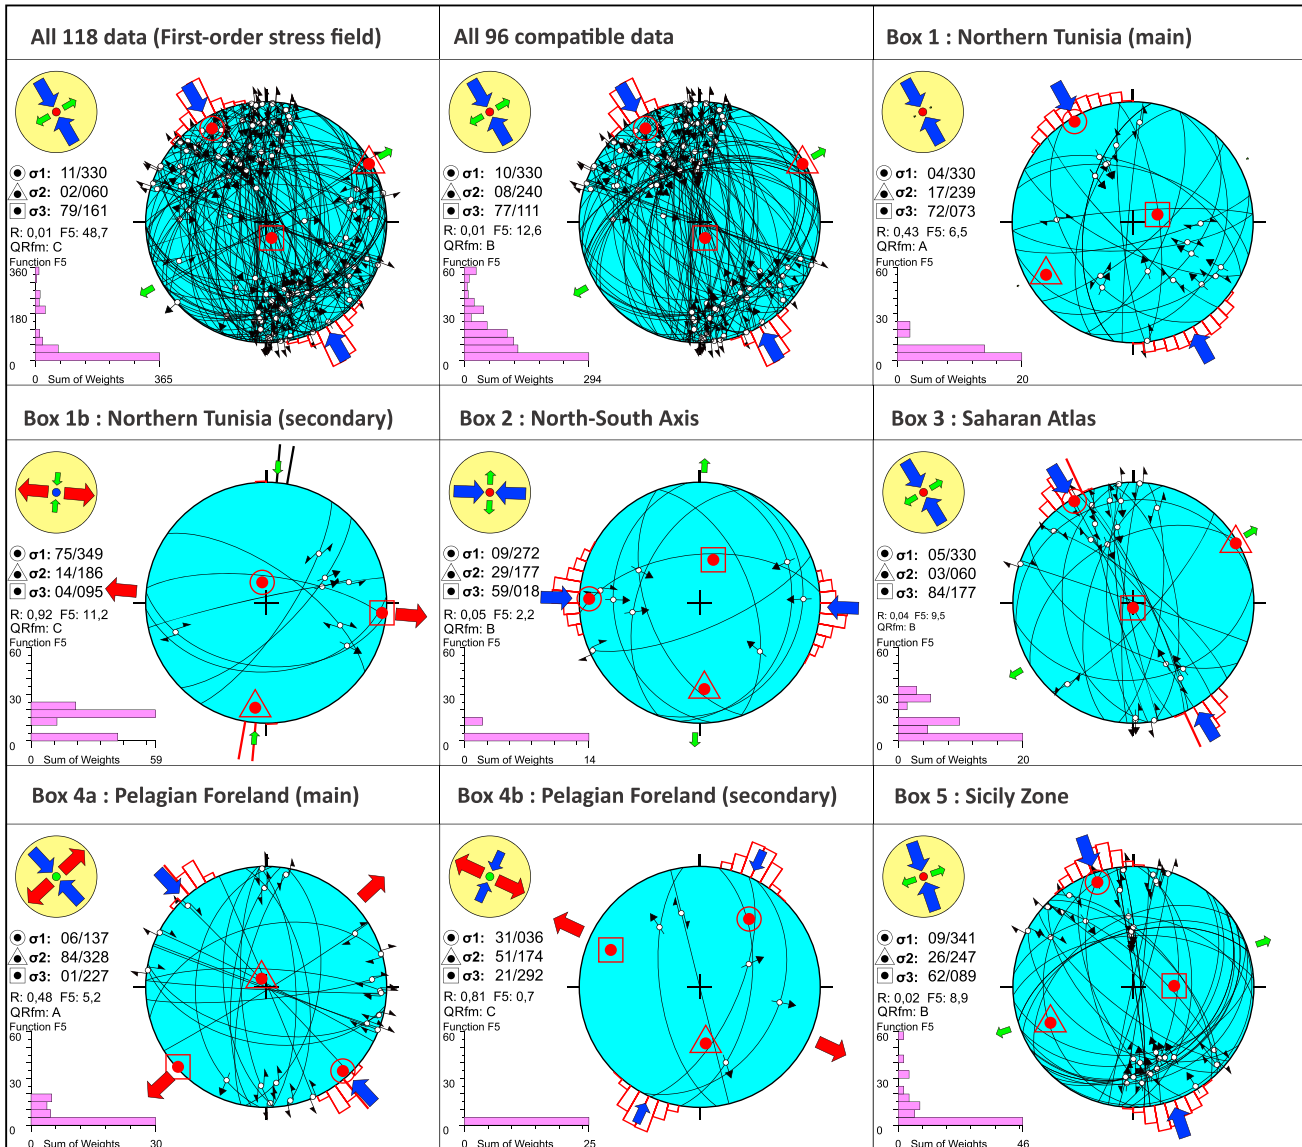 All 118 data (First-order stress field)
σ1: 11/330
σ2: 02/060
σ3: 79/161
R: 0,01 F5: 48,7
QRfm: C
Function F5
360
180
0
0 Sum of Weights 365
All 96 compatible data
σ1: 10/330
σ2: 08/240
σ3: 77/111
R: 0,01 F5: 12,6
QRfm: B
Function F5
60
30
0
0 Sum of Weights 294
Box 1 : Northern Tunisia (main)
σ1: 04/330
σ2: 17/239
σ3: 72/073
R: 0,43 F5: 6,5
QRfm: A
Function F5
60
30
0
0 Sum of Weights 20
Box 1b : Northern Tunisia (secondary)
σ1: 75/349
σ2: 14/186
σ3: 04/095
R: 0,92 F5: 11,2
QRfm: C
Function F5
60
30
0
0 Sum of Weights 59
Box 2 : North-South Axis
σ1: 09/272
σ2: 29/177
σ3: 59/018
R: 0,05 F5: 2,2
QRfm: B
Function F5
60
30
0
0 Sum of Weights 14
Box 3 : Saharan Atlas
σ1: 05/330
σ2: 03/060
σ3: 84/177
R: 0,04 F5: 9,5
QRfm: B
Function F5
60
30
0
0 Sum of Weights 20
Box 4a : Pelagian Foreland (main)
σ1: 06/137
σ2: 84/328
σ3: 01/227
R: 0,48 F5: 5,2
QRfm: A
Function F5
60
30
0
0 Sum of Weights 30
Box 4b : Pelagian Foreland (secondary)
σ1: 31/036
σ2: 51/174
σ3: 21/292
R: 0,81 F5: 0,7
QRfm: C
Function F5
60
30
0
0 Sum of Weights 25
Box 5 : Sicily Zone
σ1: 09/341
σ2: 26/247
σ3: 62/089
R: 0,02 F5: 8,9
QRfm: B
Function F5
60
30
0
0 Sum of Weights 46